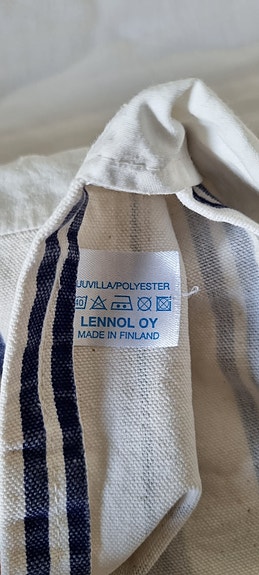 UUVILLA/POLYESTER
40
LENNOL OY
MADE IN FINLAND